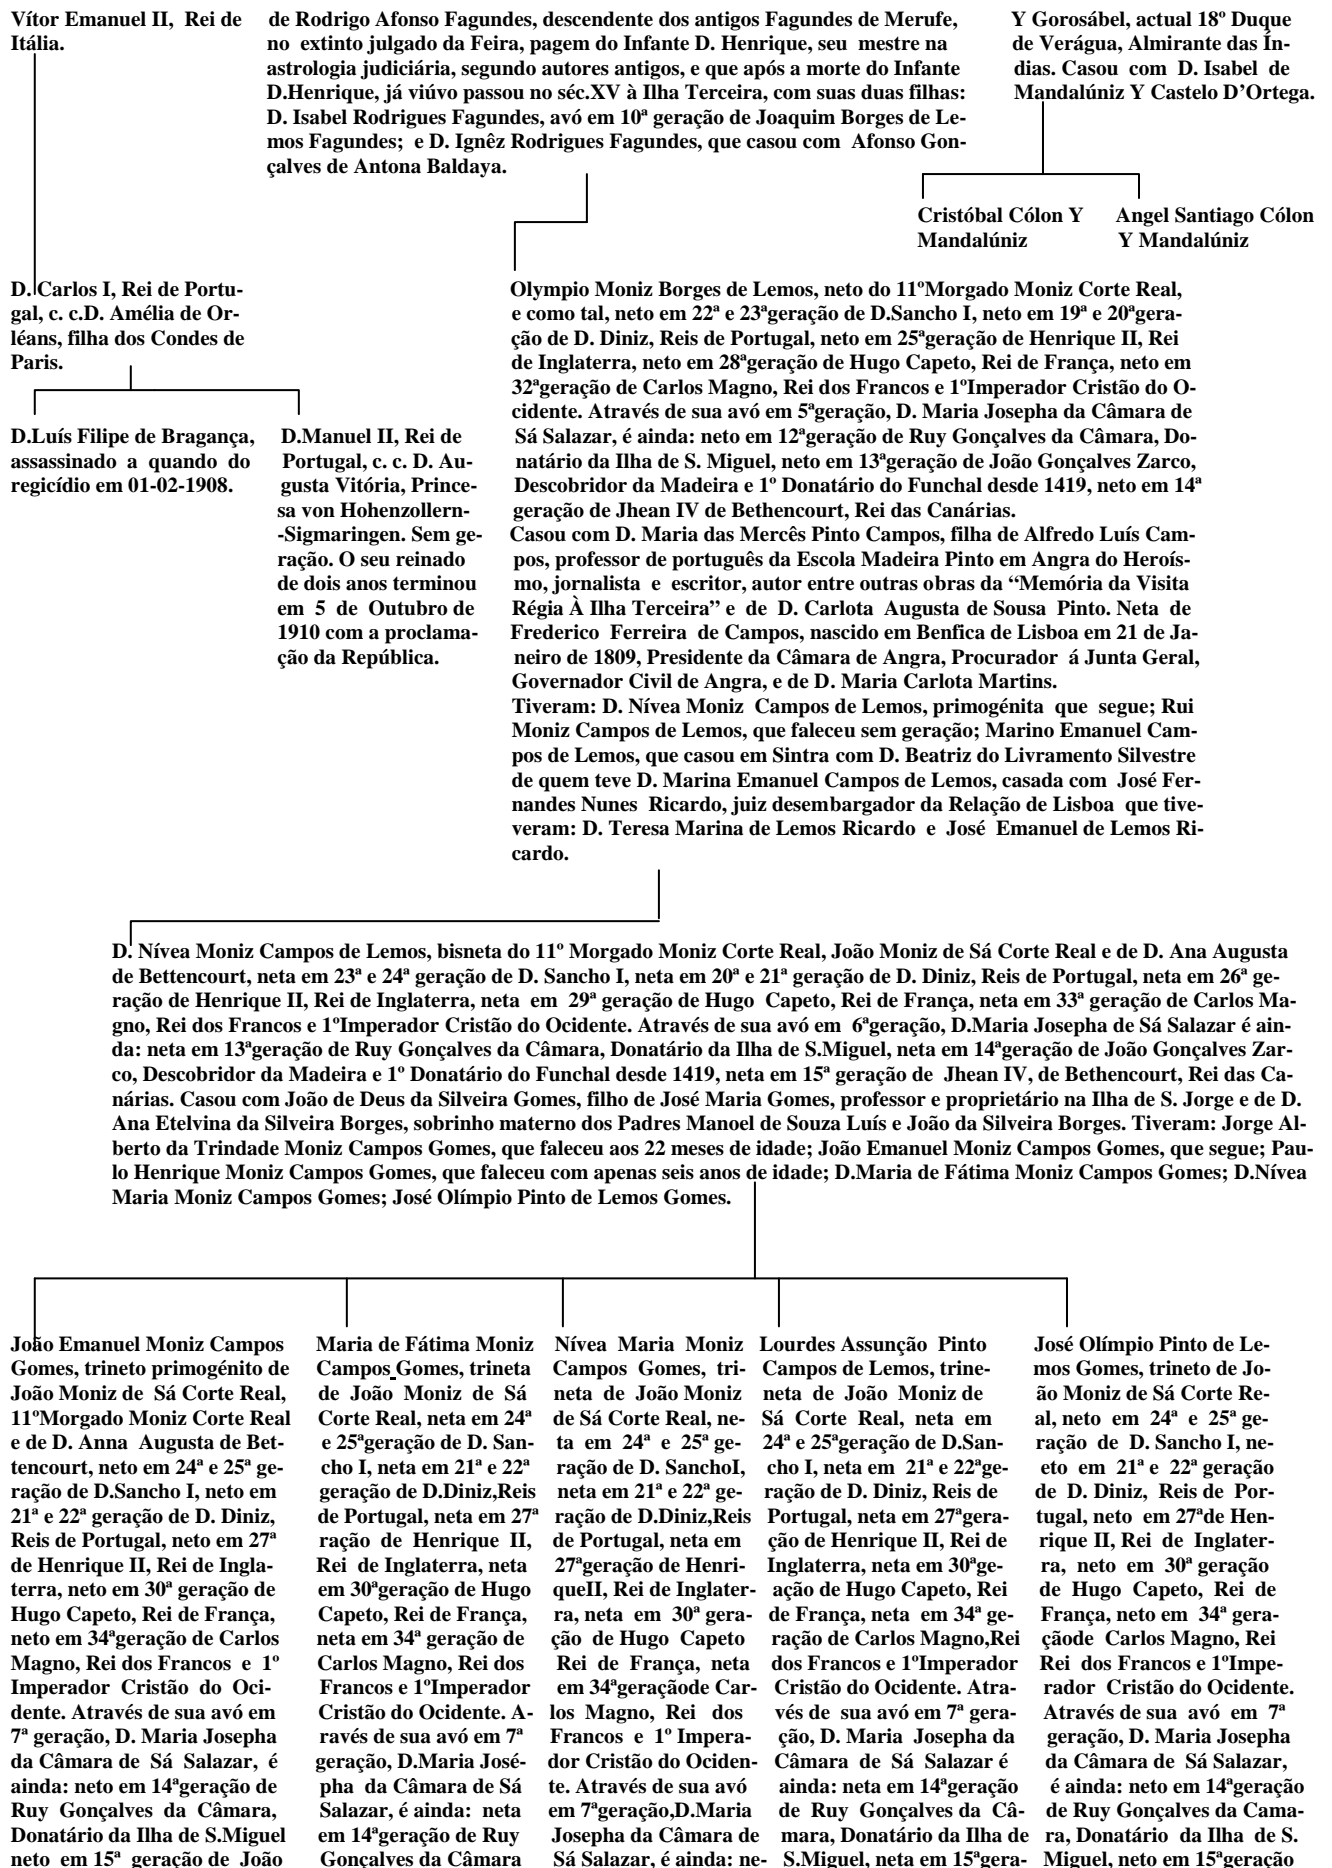 Vítor Emanuel II, Rei de
Itália.
de Rodrigo Afonso Fagundes, descendente dos antigos Fagundes de Merufe,
no extinto julgado da Feira, pagem do Infante D. Henrique, seu mestre na
astrologia judiciária, segundo autores antigos, e que após a morte do Infante
D.Henrique, já viúvo passou no séc.XV à Ilha Terceira, com suas duas filhas:
D. Isabel Rodrigues Fagundes, avó em 10ª geração de Joaquim Borges de Le-
mos Fagundes; e D. Ignêz Rodrigues Fagundes, que casou com Afonso Gon-
çalves de Antona Baldaya.
Y Gorosábel, actual 18º Duque
de Verágua, Almirante das Ín-
dias. Casou com D. Isabel de
Mandalúniz Y Castelo D’Ortega.
Cristóbal Cólon Y
Mandalúniz
Angel Santiago Cólon
Y Mandalúniz
D. Carlos I, Rei de Portu-
gal, c. c.D. Amélia de Or-
léans, filha dos Condes de
Paris.
D.Luís Filipe de Bragança,
assassinado a quando do
regicídio em 01-02-1908.
D.Manuel II, Rei de
Portugal, c. c. D. Au-
gusta Vitória, Prince-
sa von Hohenzollern-
-Sigmaringen. Sem ge-
ração. O seu reinado
de dois anos terminou
em 5 de Outubro de
1910 com a proclama-
ção da República.
Olympio Moniz Borges de Lemos, neto do 11ºMorgado Moniz Corte Real,
e como tal, neto em 22ª e 23ªgeração de D.Sancho I, neto em 19ª e 20ªgera-
ção de D. Diniz, Reis de Portugal, neto em 25ªgeração de Henrique II, Rei
de Inglaterra, neto em 28ªgeração de Hugo Capeto, Rei de França, neto em
32ªgeração de Carlos Magno, Rei dos Francos e 1ºImperador Cristão do O-
cidente. Através de sua avó em 5ªgeração, D. Maria Josepha da Câmara de
Sá Salazar, é ainda: neto em 12ªgeração de Ruy Gonçalves da Câmara, Do-
natário da Ilha de S. Miguel, neto em 13ªgeração de João Gonçalves Zarco,
Descobridor da Madeira e 1º Donatário do Funchal desde 1419, neto em 14ª
geração de Jhean IV de Bethencourt, Rei das Canárias.
Casou com D. Maria das Mercês Pinto Campos, filha de Alfredo Luís Cam-
pos, professor de português da Escola Madeira Pinto em Angra do Heroís-
mo, jornalista e escritor, autor entre outras obras da “Memória da Visita
Régia À Ilha Terceira” e de D. Carlota Augusta de Sousa Pinto. Neta de
Frederico Ferreira de Campos, nascido em Benfica de Lisboa em 21 de Ja-
neiro de 1809, Presidente da Câmara de Angra, Procurador á Junta Geral,
Governador Civil de Angra, e de D. Maria Carlota Martins.
Tiveram: D. Nívea Moniz Campos de Lemos, primogénita que segue; Rui
Moniz Campos de Lemos, que faleceu sem geração; Marino Emanuel Cam-
pos de Lemos, que casou em Sintra com D. Beatriz do Livramento Silvestre
de quem teve D. Marina Emanuel Campos de Lemos, casada com José Fer-
nandes Nunes Ricardo, juiz desembargador da Relação de Lisboa que tive-
veram: D. Teresa Marina de Lemos Ricardo e José Emanuel de Lemos Ri-
cardo.
D. Nívea Moniz Campos de Lemos, bisneta do 11º Morgado Moniz Corte Real, João Moniz de Sá Corte Real e de D. Ana Augusta
de Bettencourt, neta em 23ª e 24ª geração de D. Sancho I, neta em 20ª e 21ª geração de D. Diniz, Reis de Portugal, neta em 26ª ge-
ração de Henrique II, Rei de Inglaterra, neta em 29ª geração de Hugo Capeto, Rei de França, neta em 33ª geração de Carlos Ma-
gno, Rei dos Francos e 1ºImperador Cristão do Ocidente. Através de sua avó em 6ªgeração, D.Maria Josepha de Sá Salazar é ain-
da: neta em 13ªgeração de Ruy Gonçalves da Câmara, Donatário da Ilha de S.Miguel, neta em 14ªgeração de João Gonçalves Zar-
co, Descobridor da Madeira e 1º Donatário do Funchal desde 1419, neta em 15ª geração de Jhean IV, de Bethencourt, Rei das Ca-
nárias. Casou com João de Deus da Silveira Gomes, filho de José Maria Gomes, professor e proprietário na Ilha de S. Jorge e de D.
Ana Etelvina da Silveira Borges, sobrinho materno dos Padres Manoel de Souza Luís e João da Silveira Borges. Tiveram: Jorge Al-
berto da Trindade Moniz Campos Gomes, que faleceu aos 22 meses de idade; João Emanuel Moniz Campos Gomes, que segue; Pau-
lo Henrique Moniz Campos Gomes, que faleceu com apenas seis anos de idade; D.Maria de Fátima Moniz Campos Gomes; D.Nívea
Maria Moniz Campos Gomes; José Olímpio Pinto de Lemos Gomes.
João Emanuel Moniz Campos
Gomes, trineto primogénito de
João Moniz de Sá Corte Real,
11ºMorgado Moniz Corte Real
e de D. Anna Augusta de Bet-
tencourt, neto em 24ª e 25ª ge-
ração de D.Sancho I, neto em
21ª e 22ª geração de D. Diniz,
Reis de Portugal, neto em 27ª
de Henrique II, Rei de Ingla-
terra, neto em 30ª geração de
Hugo Capeto, Rei de França,
neto em 34ªgeração de Carlos
Magno, Rei dos Francos e 1º
Imperador Cristão do Oci-
dente. Através de sua avó em
7ª geração, D. Maria Josepha
da Câmara de Sá Salazar, é
ainda: neto em 14ªgeração de
Ruy Gonçalves da Câmara,
Donatário da Ilha de S.Miguel
neto em 15ª geração de João
Maria de Fátima Moniz
Campos Gomes, trineta
de João Moniz de Sá
Corte Real, neta em 24ª
e 25ªgeração de D. San-
cho I, neta em 21ª e 22ª
geração de D.Diniz,Reis
de Portugal, neta em 27ª
ração de Henrique II,
Rei de Inglaterra, neta
em 30ªgeração de Hugo
Capeto, Rei de França,
neta em 34ª geração de
Carlos Magno, Rei dos
Francos e 1ºImperador
Cristão do Ocidente. A-
ravés de sua avó em 7ª
geração, D.Maria José-
pha da Câmara de Sá
Salazar, é ainda: neta
em 14ªgeração de Ruy
Gonçalves da Câmara
Nívea Maria Moniz
Campos Gomes, tri-
neta de João Moniz
de Sá Corte Real, ne-
ta em 24ª e 25ª ge-
ração de D. SanchoI,
neta em 21ª e 22ª ge-
ração de D.Diniz,Reis
de Portugal, neta em
27ªgeração de Henri-
queII, Rei de Inglater-
ra, neta em 30ª gera-
ção de Hugo Capeto
Rei de França, neta
em 34ªgeraçãode Car-
los Magno, Rei dos
Francos e 1º Impera-
dor Cristão do Ociden-
te. Através de sua avó
em 7ªgeração,D.Maria
Josepha da Câmara de
Sá Salazar, é ainda: ne-
Lourdes Assunção Pinto
Campos de Lemos, trine-
neta de João Moniz de
Sá Corte Real, neta em
24ª e 25ªgeração de D.San-
cho I, neta em 21ª e 22ªge-
ração de D. Diniz, Reis de
Portugal, neta em 27ªgera-
ção de Henrique II, Rei de
Inglaterra, neta em 30ªge-
ação de Hugo Capeto, Rei
de França, neta em 34ª ge-
ração de Carlos Magno,Rei
dos Francos e 1ºImperador
Cristão do Ocidente. Atra-
vés de sua avó em 7ª gera-
ção, D. Maria Josepha da
Câmara de Sá Salazar é
ainda: neta em 14ªgeração
de Ruy Gonçalves da Câ-
mara, Donatário da Ilha de
S.Miguel, neta em 15ªgera-
José Olímpio Pinto de Le-
mos Gomes, trineto de Jo-
ão Moniz de Sá Corte Re-
al, neto em 24ª e 25ª ge-
ração de D. Sancho I, ne-
eto em 21ª e 22ª geração
de D. Diniz, Reis de Por-
tugal, neto em 27ªde Hen-
rique II, Rei de Inglater-
ra, neto em 30ª geração
de Hugo Capeto, Rei de
França, neto em 34ª gera-
çãode Carlos Magno, Rei
Rei dos Francos e 1ºImpe-
rador Cristão do Ocidente.
Através de sua avó em 7ª
geração, D. Maria Josepha
da Câmara de Sá Salazar,
é ainda: neto em 14ªgeração
de Ruy Gonçalves da Cama-
ra, Donatário da Ilha de S.
Miguel, neto em 15ªgeração